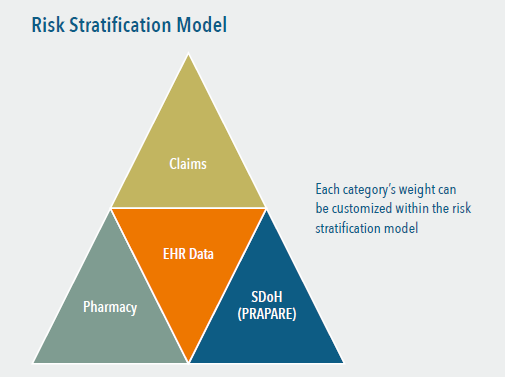 Risk Stratification Model
Claims
Each category's weight can
be customized within the risk
stratification model
EHR Data
Pharmacy
SDoH
(PRAPARE)